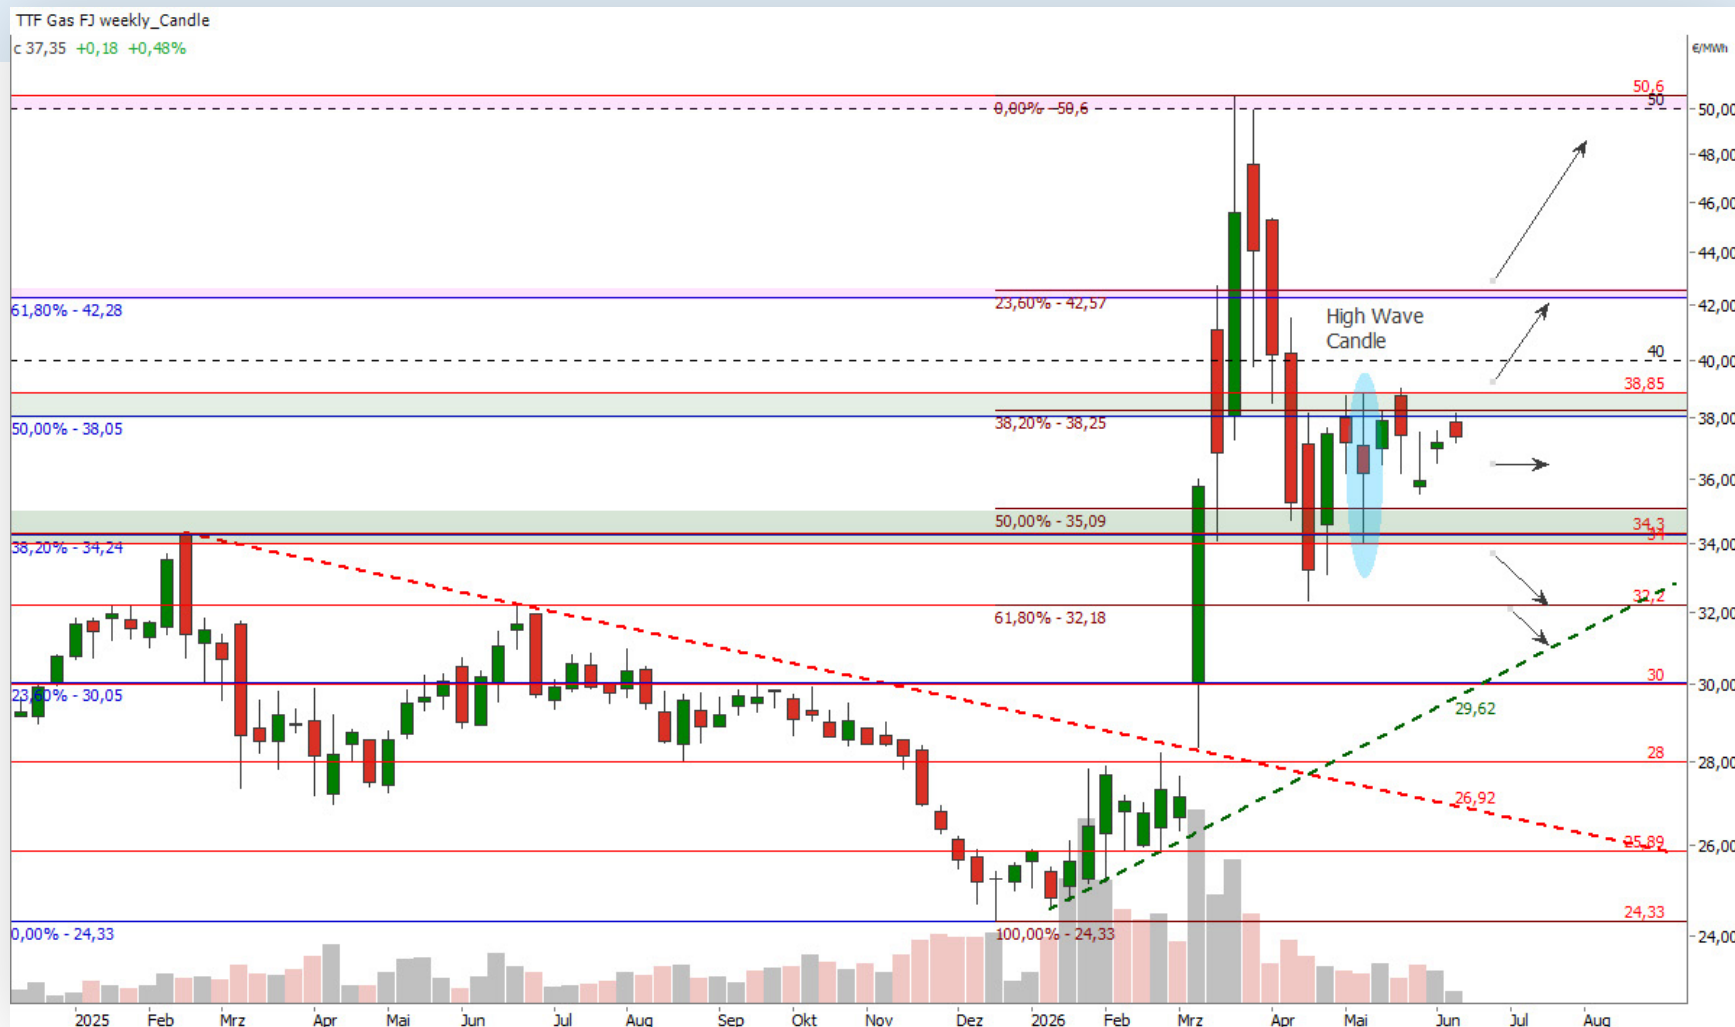 TTF Gas FJ weekly_Candle
c 37,35 +0,18 +0,48%
€/MWh
50,6
50
0,00% - 50,6
50,00
48,00
46,00
44,00
23,60% - 42,57
61,80% - 42,28
42,00
High Wave
Candle
40
40,00
38,85
38,20% - 38,25
50,00% - 38,05
38,00
36,00
50,00% - 35,09
34,3
34
38,20% - 34,24
34,00
32,2
61,80% - 32,18
32,00
30
23,60% - 30,05
30,00
29,62
28
28,00
26,92
25,89
26,00
24,33
0,00% - 24,33
100,00% - 24,33
24,00
2025 Feb Mrz Apr Mai Jun Jul Aug Sep Okt Nov Dez 2026 Feb Mrz Apr Mai Jun Jul Aug